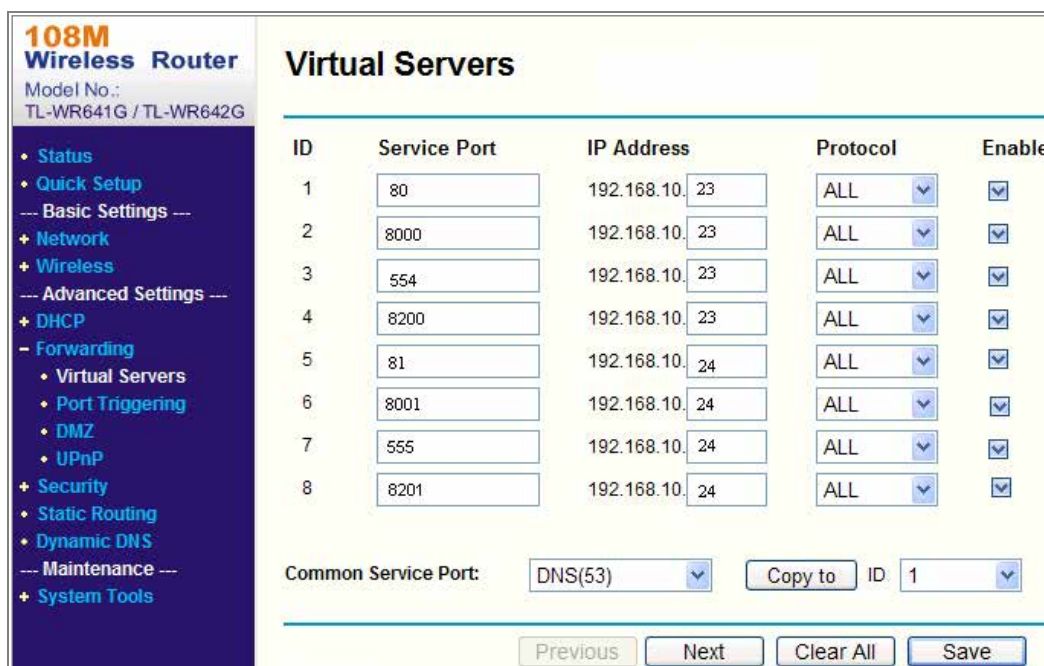 108M
Wireless Router
Model No.:
TL-WR641G / TL-WR642G
• Status
• Quick Setup
--- Basic Settings ---
+ Network
+ Wireless
--- Advanced Settings ---
+ DHCP
– Forwarding
• Virtual Servers
• Port Triggering
• DMZ
• UPnP
+ Security
• Static Routing
• Dynamic DNS
--- Maintenance ---
+ System Tools
Virtual Servers
ID Service Port IP Address Protocol Enable
1 80 192.168.10. 23 ALL
2 8000 192.168.10. 23 ALL
3 554 192.168.10. 23 ALL
4 8200 192.168.10. 23 ALL
5 81 192.168.10. 24 ALL
6 8001 192.168.10. 24 ALL
7 555 192.168.10. 24 ALL
8 8201 192.168.10. 24 ALL
Common Service Port: DNS(53) Copy to ID 1
Previous Next Clear All Save